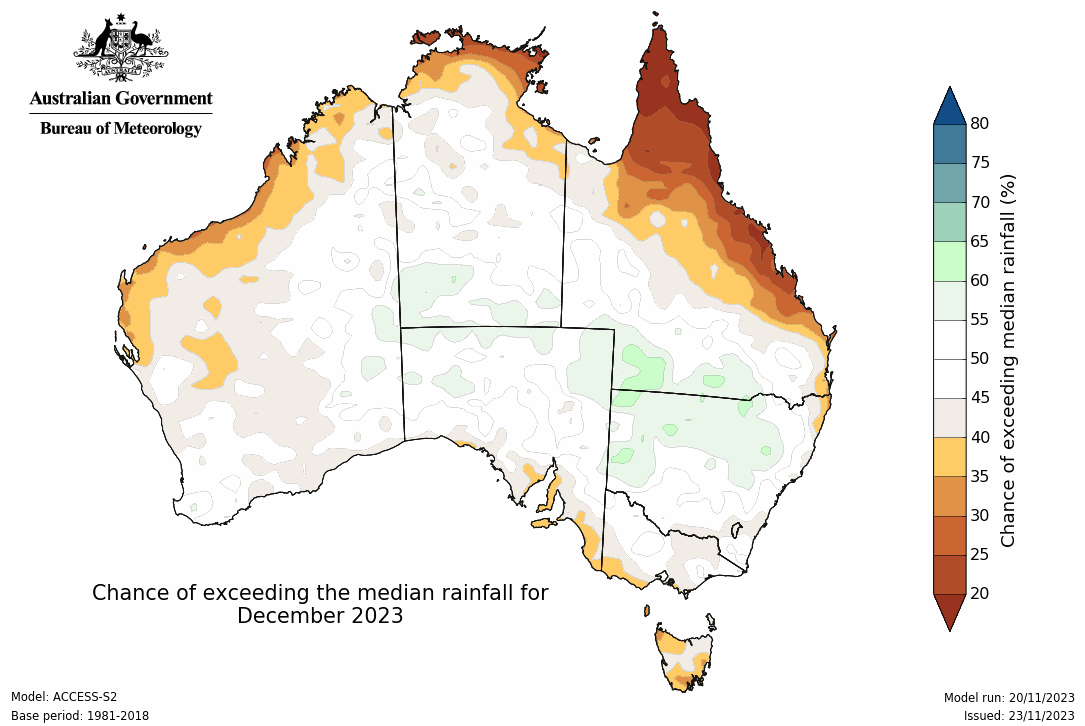 AUSTRALIA
Australian Government
Bureau of Meteorology
80
75
70
65
60
55
50
45
40
35
30
25
20
Chance of exceeding median rainfall (%)
Chance of exceeding the median rainfall for
December 2023
Model: ACCESS-S2
Base period: 1981-2018
Model run: 20/11/2023
Issued: 23/11/2023